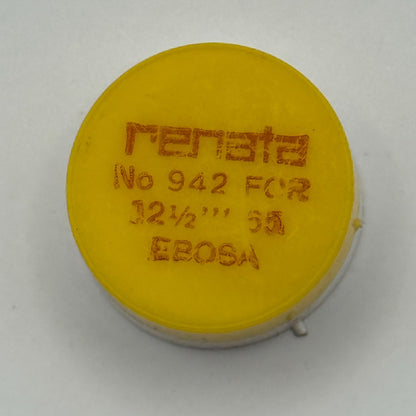 renata
No 942 FOR
12½''' 65
EBOSA